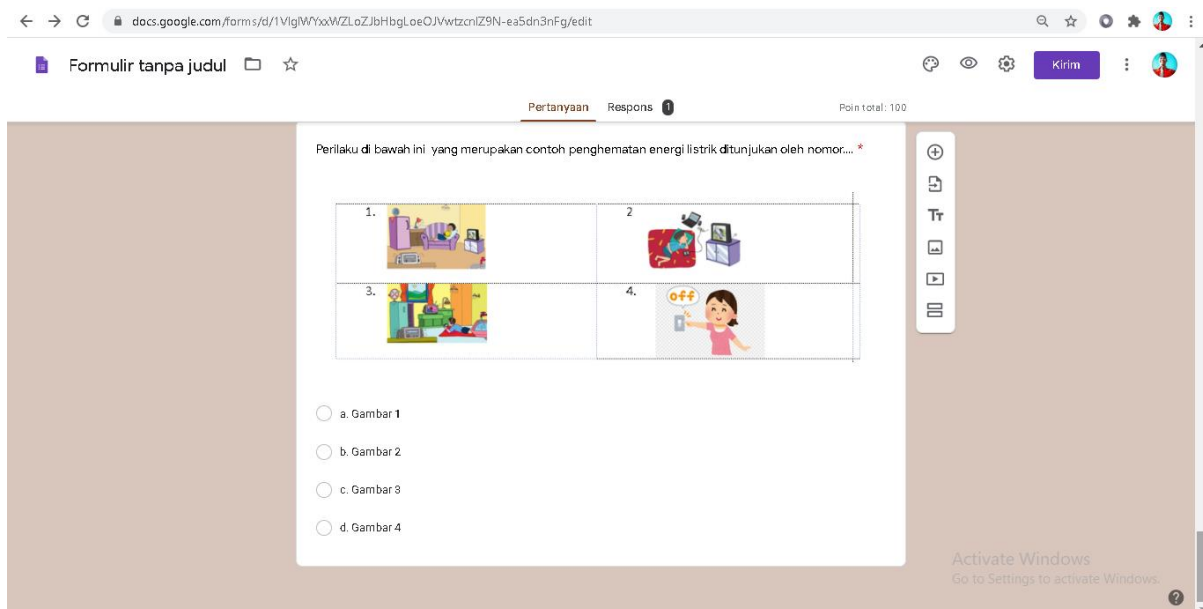 docs.google.com/forms/d/1VlglWYxxWZLoZJbHbgLoeOJVwtzcnlZ9N-ea5dn3nFg/edit
Formulir tanpa judul
Kirim
Pertanyaan Respons 1 Poin total: 100
Perilaku di bawah ini yang merupakan contoh penghematan energi listrik ditunjukan oleh nomor.... *
1. 2
3. 4.
off
a. Gambar 1
b. Gambar 2
c. Gambar 3
d. Gambar 4
Activate Windows
Go to Settings to activate Windows.